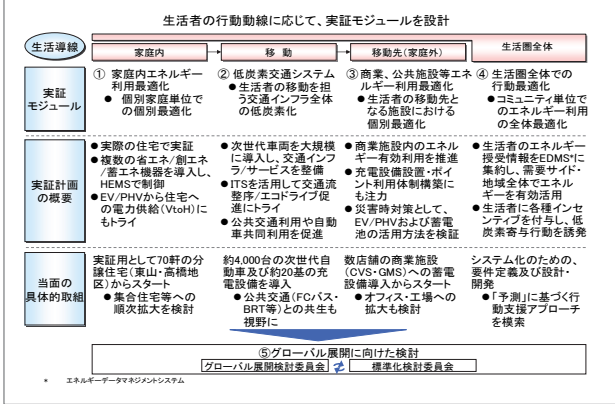 生活者の行動動線に応じて、実証モジュールを設計
生活導線
家庭内
移 動
移動先(家庭外)
生活圏全体
実証
モジュール
① 家庭内エネルギー
利用最適化
● 個別家庭単位で
の個別最適化
② 低炭素交通システム
●生活者の移動を担
う交通インフラ全体
の低炭素化
③ 商業、公共施設等エネ
ルギー利用最適化
● 生活者の移動先と
なる施設における
個別最適化
④ 生活圏全体での
行動最適化
●コミュニティ単位で
のエネルギー利用
の全体最適化
実証計画
の概要
●実際の住宅で実証
●複数の省エネ/創エネ
/蓄エネ機器を導入し、
HEMSで制御
●EV/PHVから住宅へ
の電力供給(VtoH)に
もトライ
●次世代車両を大規模
に導入し、交通インフ
ラ/サービスを整備
●ITSを活用して交通流
整序/エコドライブ促
進にトライ
●公共交通利用や自動
車共同利用を促進
●商業施設内のエネル
ギー有効利用を推進
●充電設備設置・ポイ
ント利用体制構築に
も注力
●災害時対策として、
EV/PHV及蓄電
池の活用方法を検証
●生活者のエネルギー
授受情報をEDMS*に
集約し、需要サイド・
地域全体でエネル
ギーを有効活用
●生活者に各種インセ
ンティブを付与し、低
炭素寄与行動を誘発
当面の
具体的取組
実証用として70軒の分
譲住宅(東山・高橋地
区)からスタート
● 集合住宅等への
順次拡大を検討
約4,000台の次世代自
動車及び約20基の充
電設備を導入
● 公共交通(FCバス・
BRT等)との共生も
視野に
数店舗の商業施設
(CVS・GMS)への蓄電
設備導入からスタート
● オフィス・工場への
拡大も検討
システム化のための、
要件定義及び設計・
開発
● 「予測」に基づく行
動支援アプローチ
を模索
⑤グローバル展開に向けた検討
グローバル展開検討委員会
標準化検討委員会
* エネルギーデータマネジメントシステム